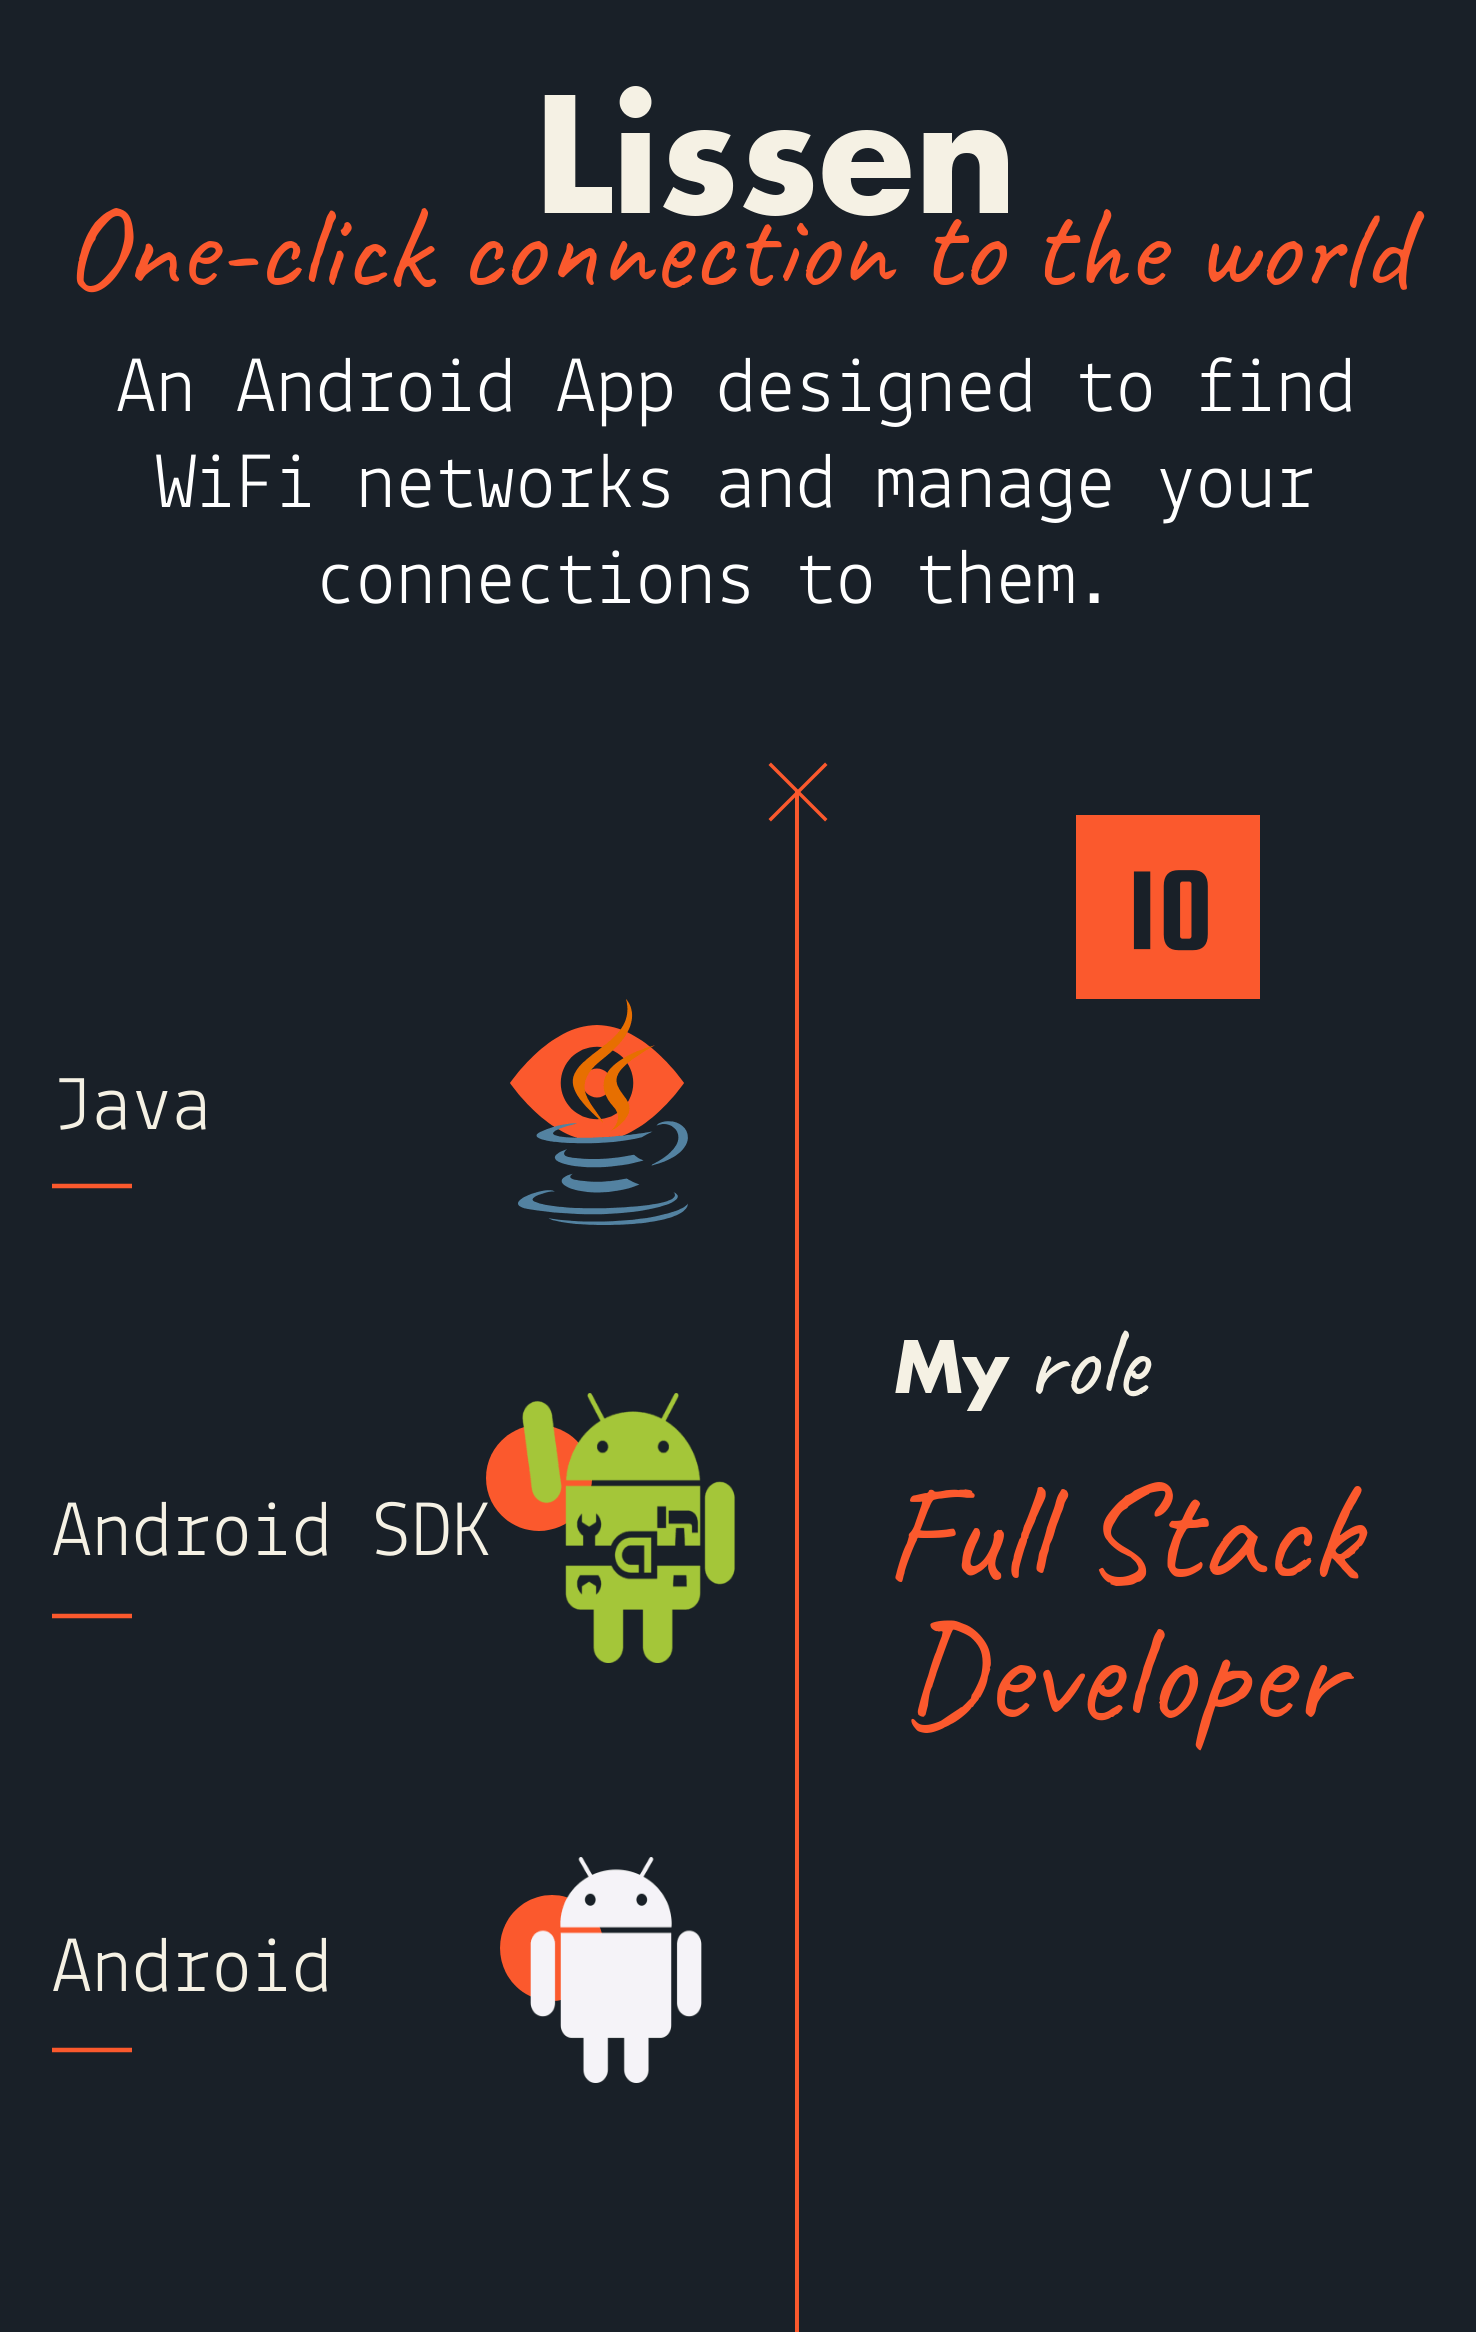 Lissen
One-click connection to the world
An Android App designed to find
WiFi networks and manage your
connections to them.
10
Java
My role
Android SDK
Full Stack
Developer
Android